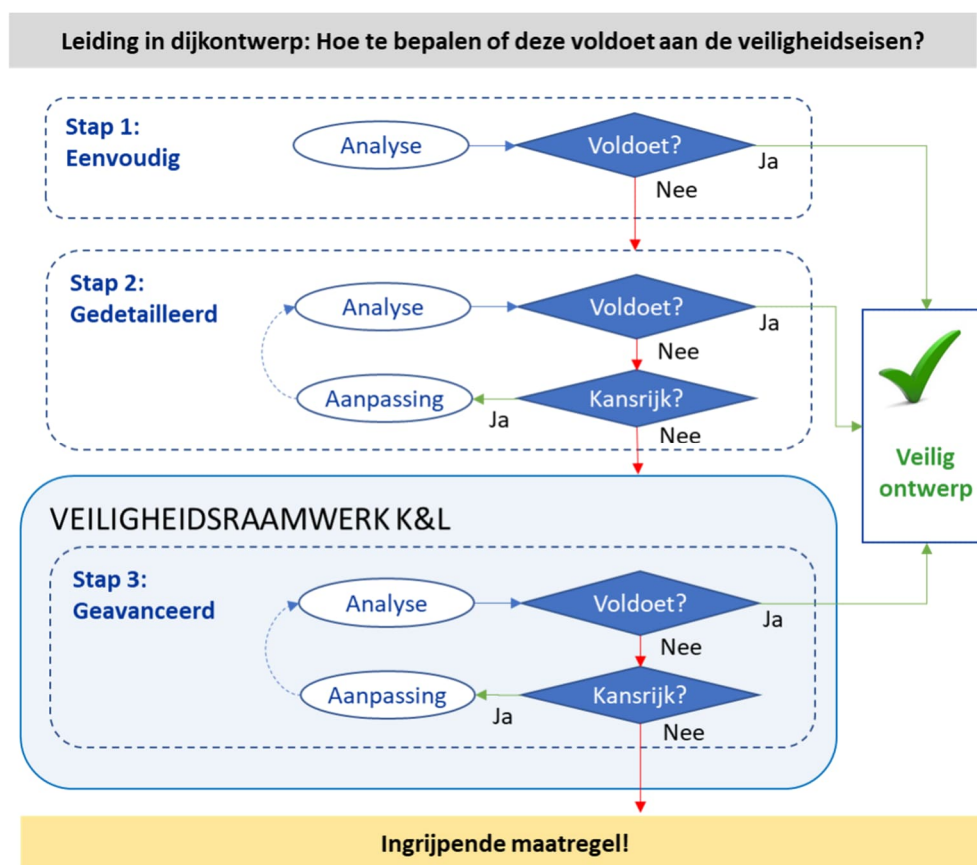 Leiding in dijkontwerp: Hoe te bepalen of deze voldoet aan de veiligheidseisen?
Stap 1:
Eenvoudig
Analyse
Voldoet?
Ja
Nee
Stap 2:
Gedetailleerd
Analyse
Voldoet?
Ja
Nee
Aanpassing
Kansrijk?
Ja
Nee
Veilig
ontwerp
VEILIGHEIDSRAAMWERK K&L
Stap 3:
Geavanceerd
Analyse
Voldoet?
Ja
Nee
Aanpassing
Kansrijk?
Ja
Nee
Ingrijpende maatregel!